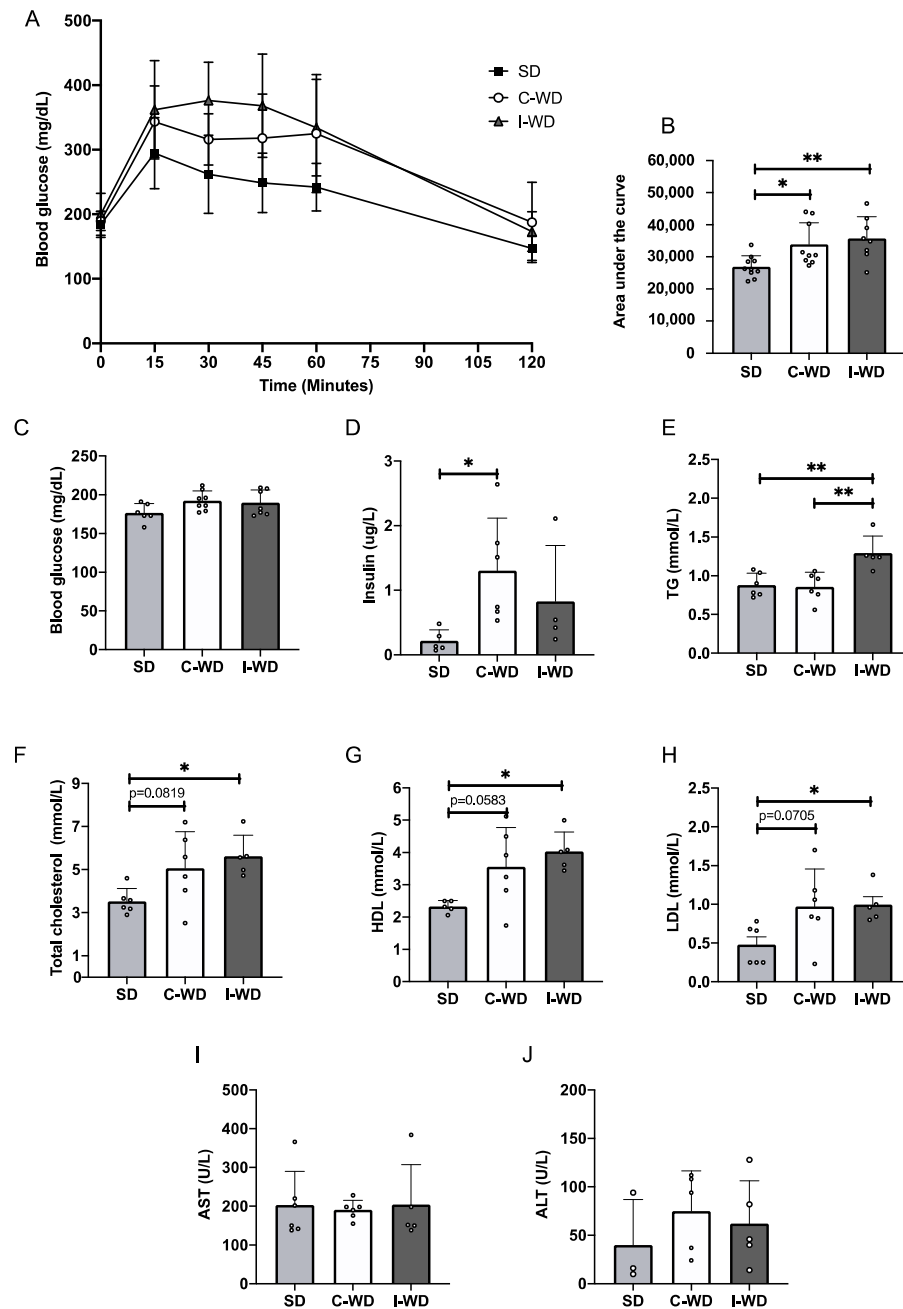 A
500
400
300
200
100
0
Blood glucose (mg/dL)
SD
C-WD
I-WD
0 15 30 45 60 75 90 105 120
Time (Minutes)
B
60,000
50,000
40,000
30,000
20,000
10,000
0
Area under the curve
**
*
SD C-WD I-WD
C
200
150
100
50
0
Blood glucose (mg/dL)
SD C-WD I-WD
D
3
2
1
0
Insulin (ug/L)
*
SD C-WD I-WD
E
2.5
2.0
1.5
1.0
0.5
0.0
TG (mmol/L)
**
**
SD C-WD I-WD
F
9
7
5
3
0
Total cholesterol (mmol/L)
*
p=0.0819
SD C-WD I-WD
G
6
5
4
3
2
1
0
HDL (mmol/L)
*
p=0.0583
SD C-WD I-WD
H
2.5
2.0
1.5
1.0
0.5
0.0
LDL (mmol/L)
*
p=0.0705
SD C-WD I-WD
I
500
400
300
200
100
0
AST (U/L)
SD C-WD I-WD
J
200
150
100
50
0
ALT (U/L)
SD C-WD I-WD